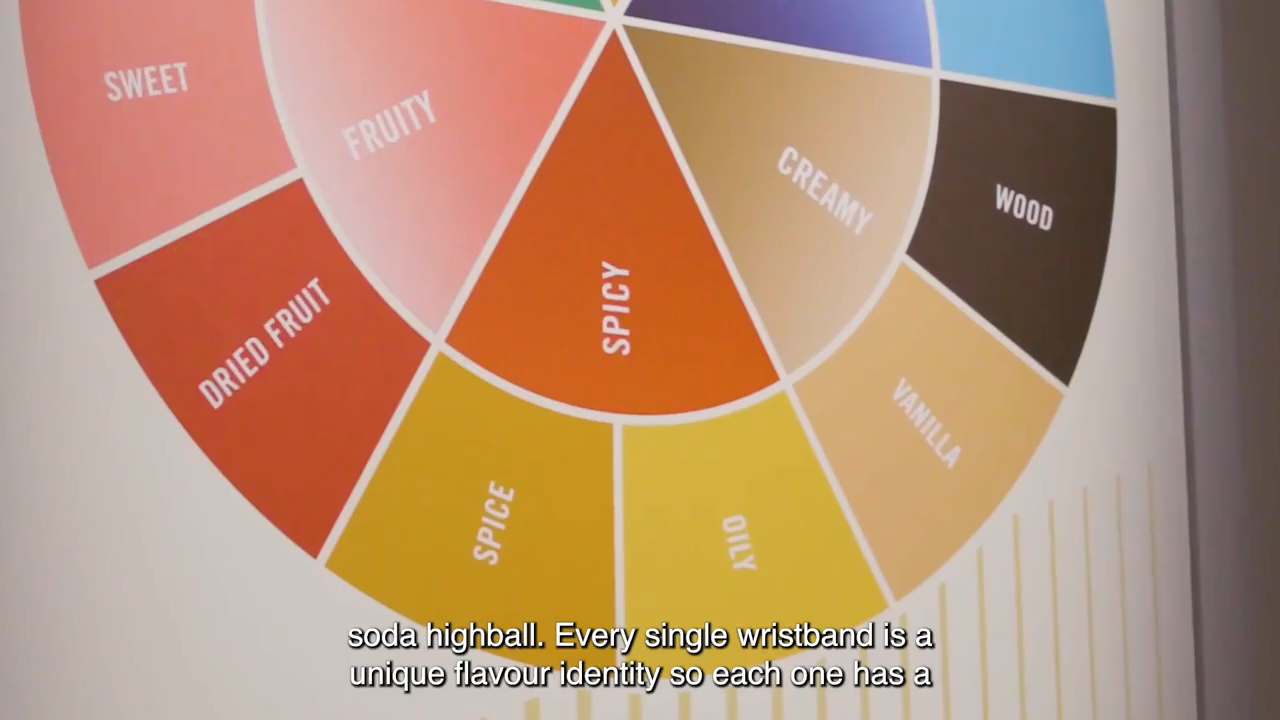 SWEET
FRUITY
CREAMY
WOOD
SPICY
DRIED FRUIT
VANILLA
SPICE
OILY
soda highball. Every single wristband is a
unique flavour identity so each one has a